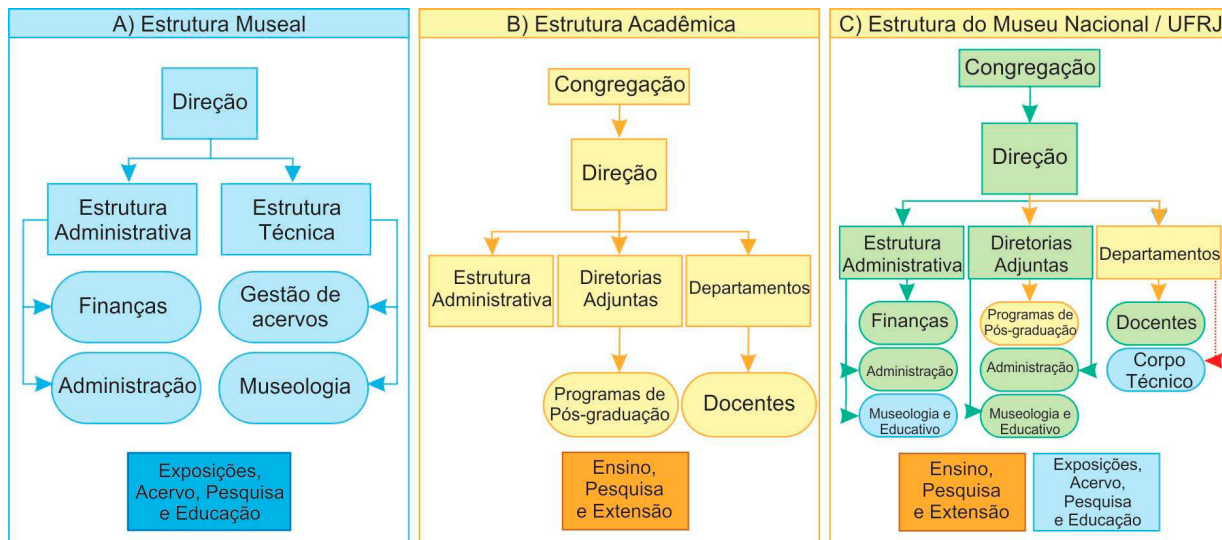 A) Estrutura Museal
Direção
Estrutura
Administrativa
Estrutura
Técnica
Finanças
Gestão de
acervos
Administração
Museologia
Exposições,
Acervo, Pesquisa
e Educação
B) Estrutura Acadêmica
Congregação
Direção
Estrutura
Administrativa
Diretorias
Adjuntas
Departamentos
Programas de
Pós-graduação
Docentes
Ensino,
Pesquisa
e Extensão
C) Estrutura do Museu Nacional / UFRJ
Congregação
Direção
Estrutura
Administrativa
Diretorias
Adjuntas
Departamentos
Finanças
Programas de
Pós-graduação
Docentes
Administração
Administração
Corpo
Técnico
Museologia e
Educativo
Museologia e
Educativo
Ensino,
Pesquisa
e Extensão
Exposições,
Acervo,
Pesquisa
e Educação